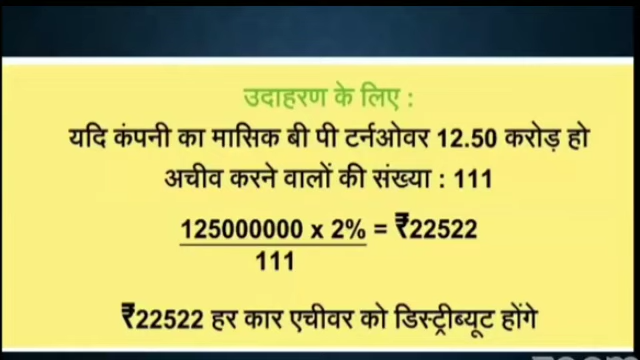 उदाहरण के लिए :
यदि कंपनी का मासिक बी पी टर्नओवर 12.50 करोड़ हो
अचीव करने वालों की संख्या : 111
125000000 x 2% = ₹22522
111
₹22522 हर कार एचीवर को डिस्ट्रीब्यूट होंगे